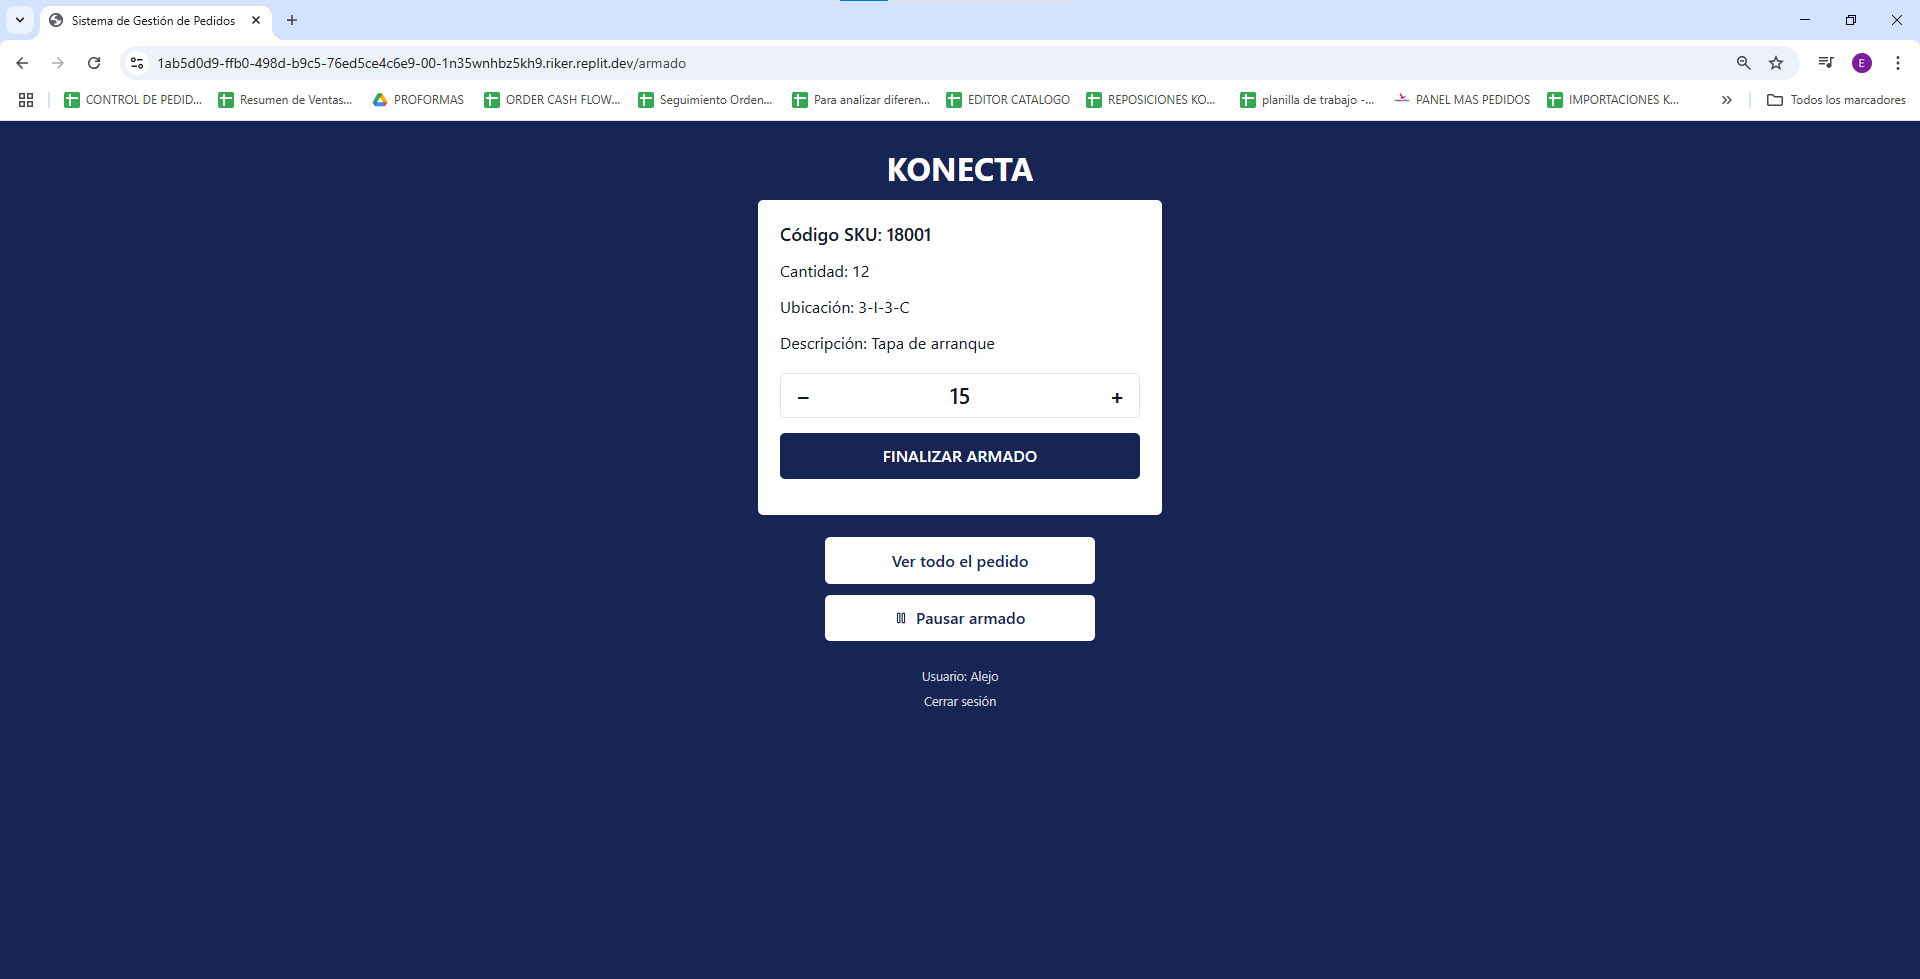 Sistema de Gestión de Pedidos
1ab5d0d9-ffb0-498d-b9c5-76ed5ce4c6e9-00-1n35wnhbz5kh9.riker.replit.dev/armado
E
CONTROL DE PEDID...
Resumen de Ventas...
PROFORMAS
ORDER CASH FLOW...
Seguimiento Orden...
Para analizar diferen...
EDITOR CATALOGO
REPOSICIONES KO...
planilla de trabajo -...
PANEL MAS PEDIDOS
IMPORTACIONES K...
Todos los marcadores
KONECTA
Código SKU: 18001
Cantidad: 12
Ubicación: 3-I-3-C
Descripción: Tapa de arranque
− 15 +
FINALIZAR ARMADO
Ver todo el pedido
Pausar armado
Usuario: Alejo
Cerrar sesión